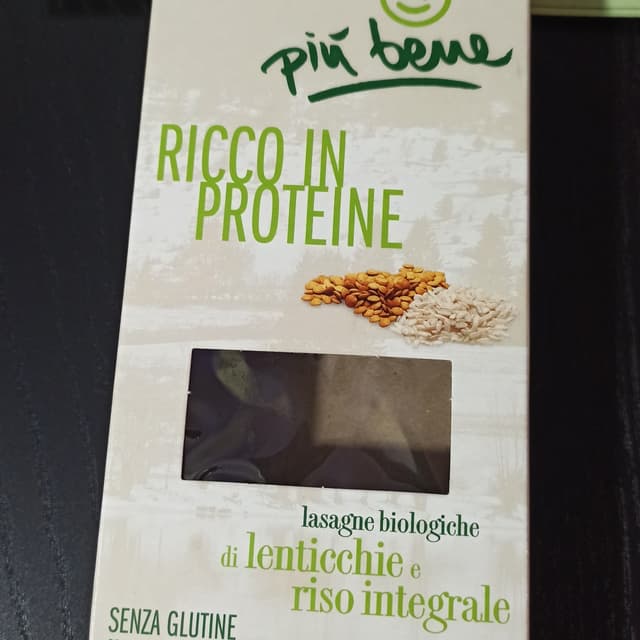 più bene
RICCO IN
PROTEINE
lasagne biologiche
di lenticchie e
riso integrale
SENZA GLUTINE